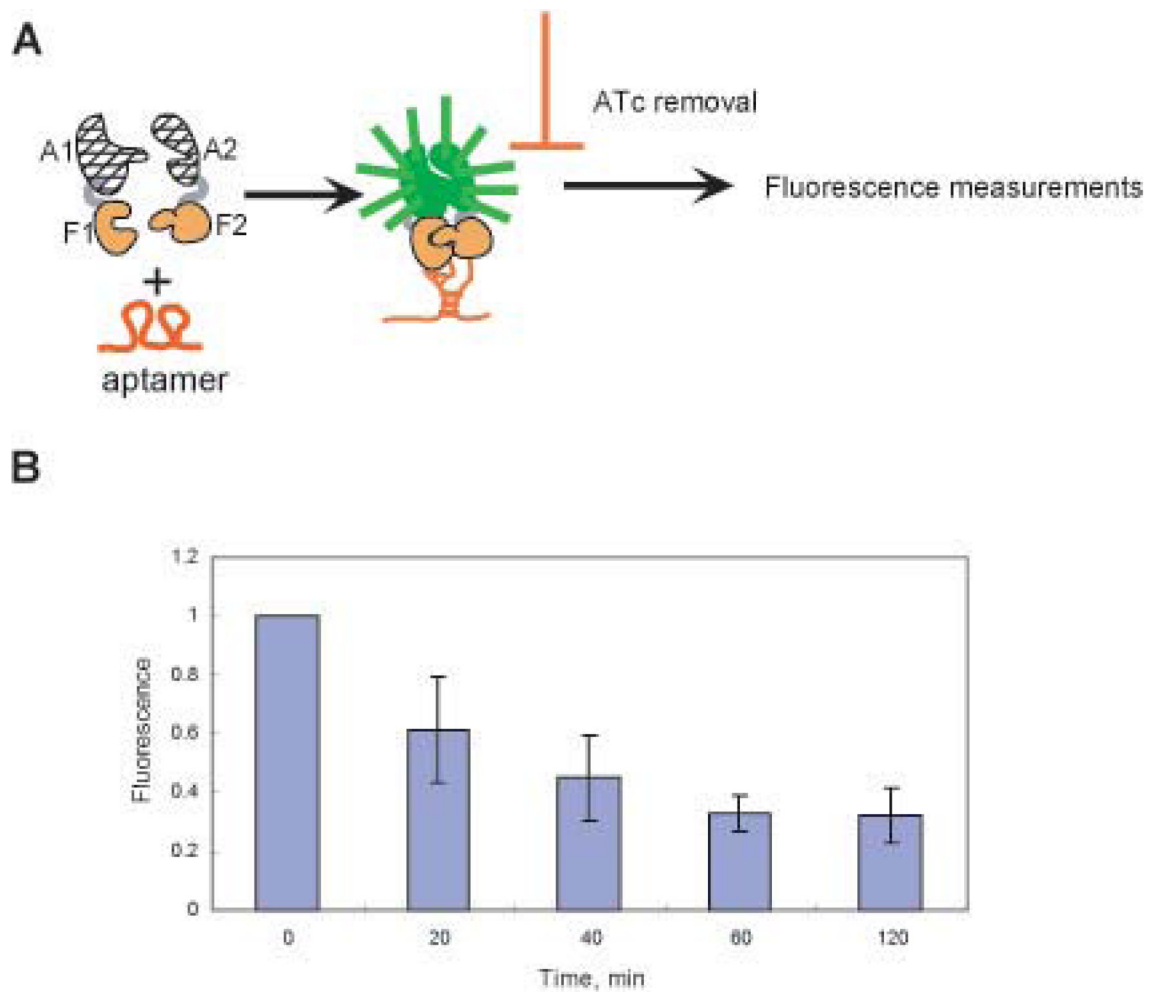 A
ATc removal
A1 A2
Fluorescence measurements
F1 F2
+
aptamer
B
1.2
1
0.8
0.6
0.4
0.2
0
Fluorescence
0 20 40 60 120
Time, min